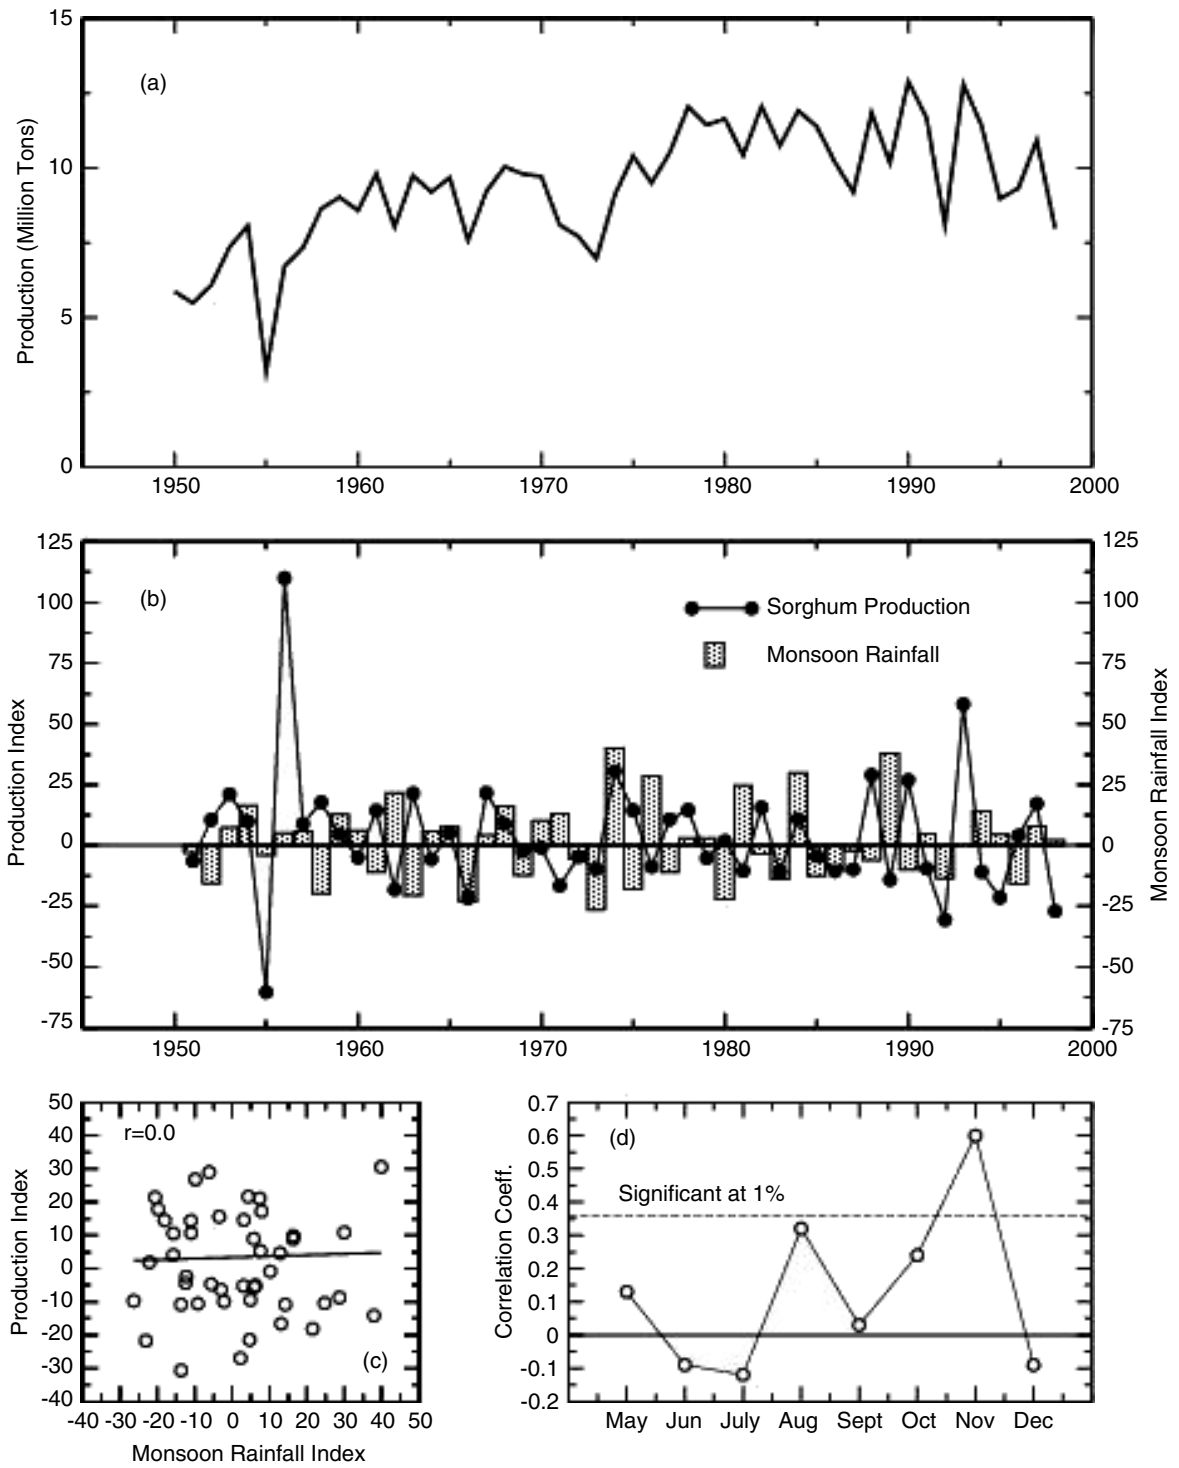 15
10
5
0
Production (Million Tons)
(a)
1950 1960 1970 1980 1990 2000
125
100
75
50
25
0
-25
-50
-75
Production Index
(b)
Sorghum Production
Monsoon Rainfall
125
100
75
50
25
0
-25
-50
-75
Monsoon Rainfall Index
1950 1960 1970 1980 1990 2000
50
40
30
20
10
0
-10
-20
-30
-40
Production Index
r=0.0
(c)
-40 -30 -20 -10 0 10 20 30 40 50
Monsoon Rainfall Index
0.7
0.6
0.5
0.4
0.3
0.2
0.1
0
-0.1
-0.2
Correlation Coeff.
(d)
Significant at 1%
May Jun July Aug Sept Oct Nov Dec